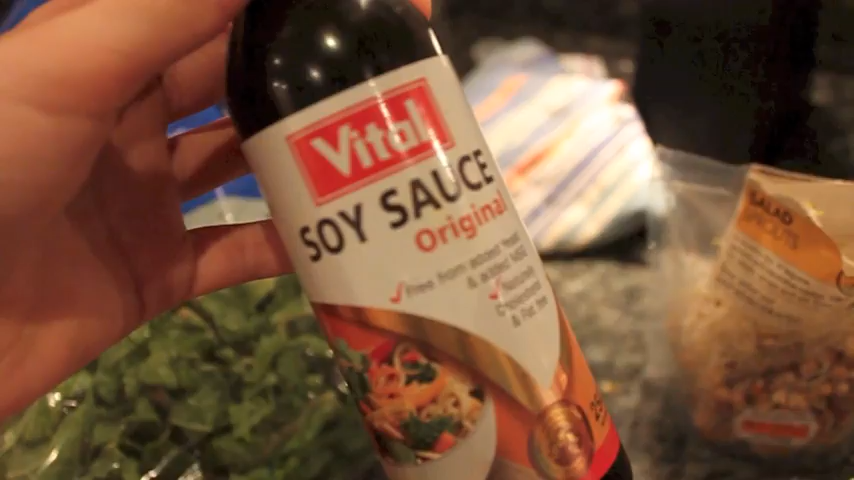 Vital
SOY SAUCE
Original
Free from added Yeast
& added MSG
Naturally
Cholesterol
& Fat free
SALAD
SPROUTS